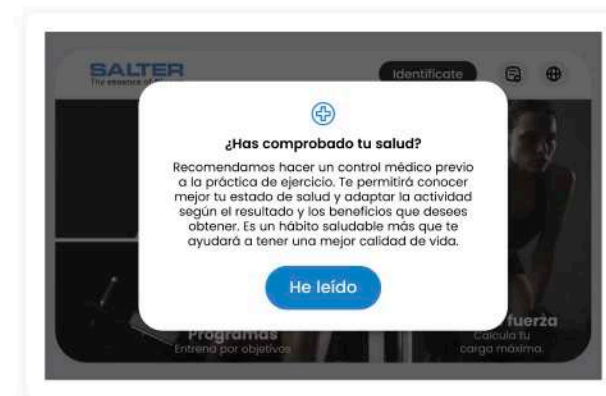 SALTER
The essence of
Identifícate
¿Has comprobado tu salud?
Recomendamos hacer un control médico previo
a la práctica de ejercicio. Te permitirá conocer
mejor tu estado de salud y adaptar la actividad
según el resultado y los beneficios que desees
obtener. Es un hábito saludable más que te
ayudará a tener una mejor calidad de vida.
He leído
Programas
Entrena por objetivos
fuerza
Calcula tu
carga máxima.